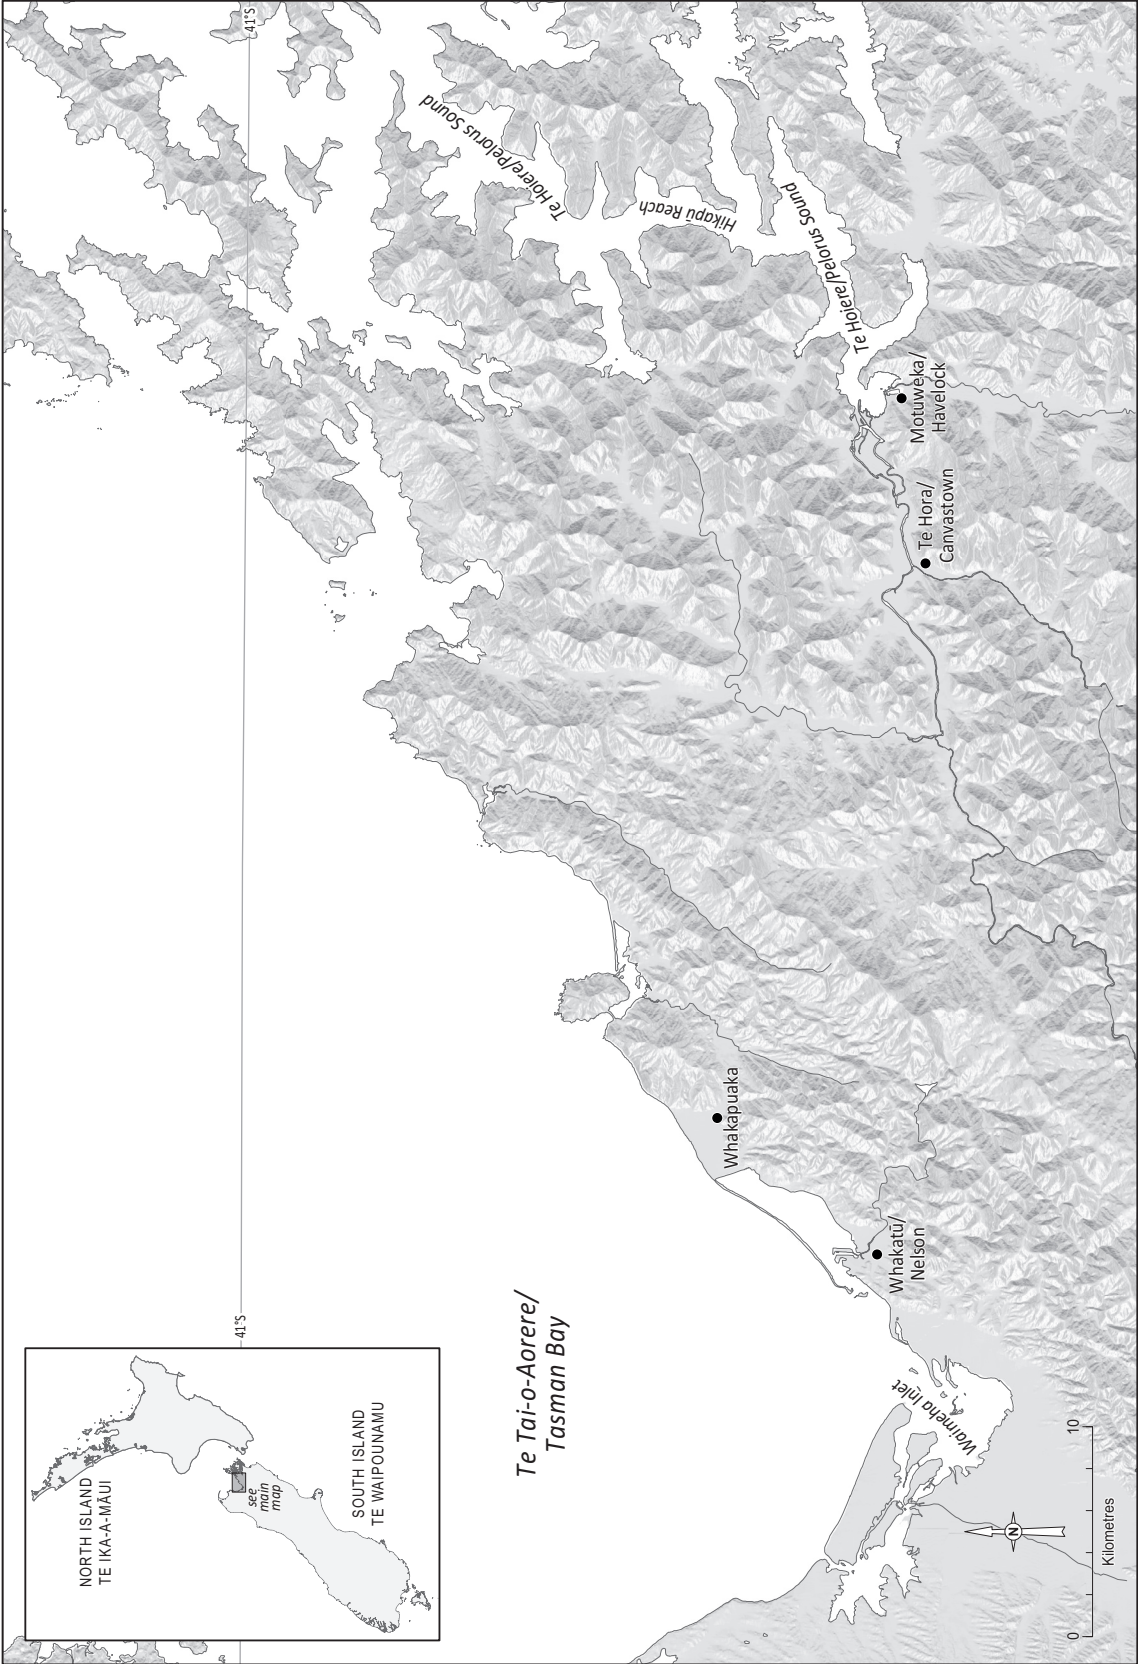 NORTH ISLAND
TE IKA-A-MĀUI
see
main
map
SOUTH ISLAND
TE WAIPOUNAMU
41°S
41°S
Te Tai-o-Aorere/
Tasman Bay
Waimeha Inlet
Whakatū/
Nelson
Whakapuaka
Te Hora/
Canvastown
Motuweka/
Havelock
Te Hoiere/Pelorus Sound
Hikapū Reach
Te Hoiere/Pelorus Sound
N
0
10
Kilometres